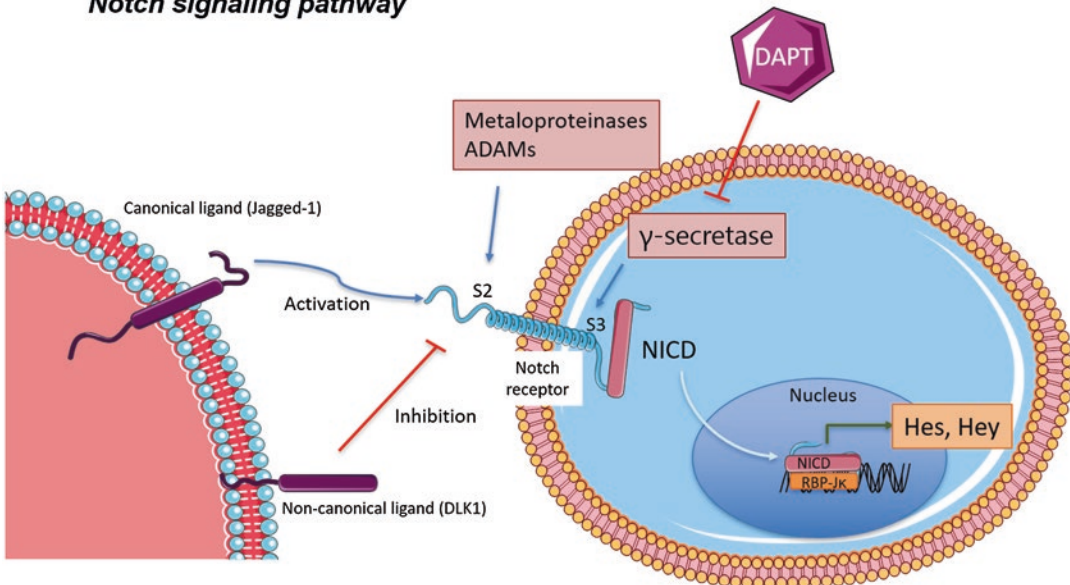 Notch signaling pathway
DAPT
Metaloproteinases
ADAMs
Canonical ligand (Jagged-1)
γ-secretase
Activation
S2
S3
NICD
Notch
receptor
Inhibition
Nucleus
Hes, Hey
NICD
RBP-Jκ
Non-canonical ligand (DLK1)